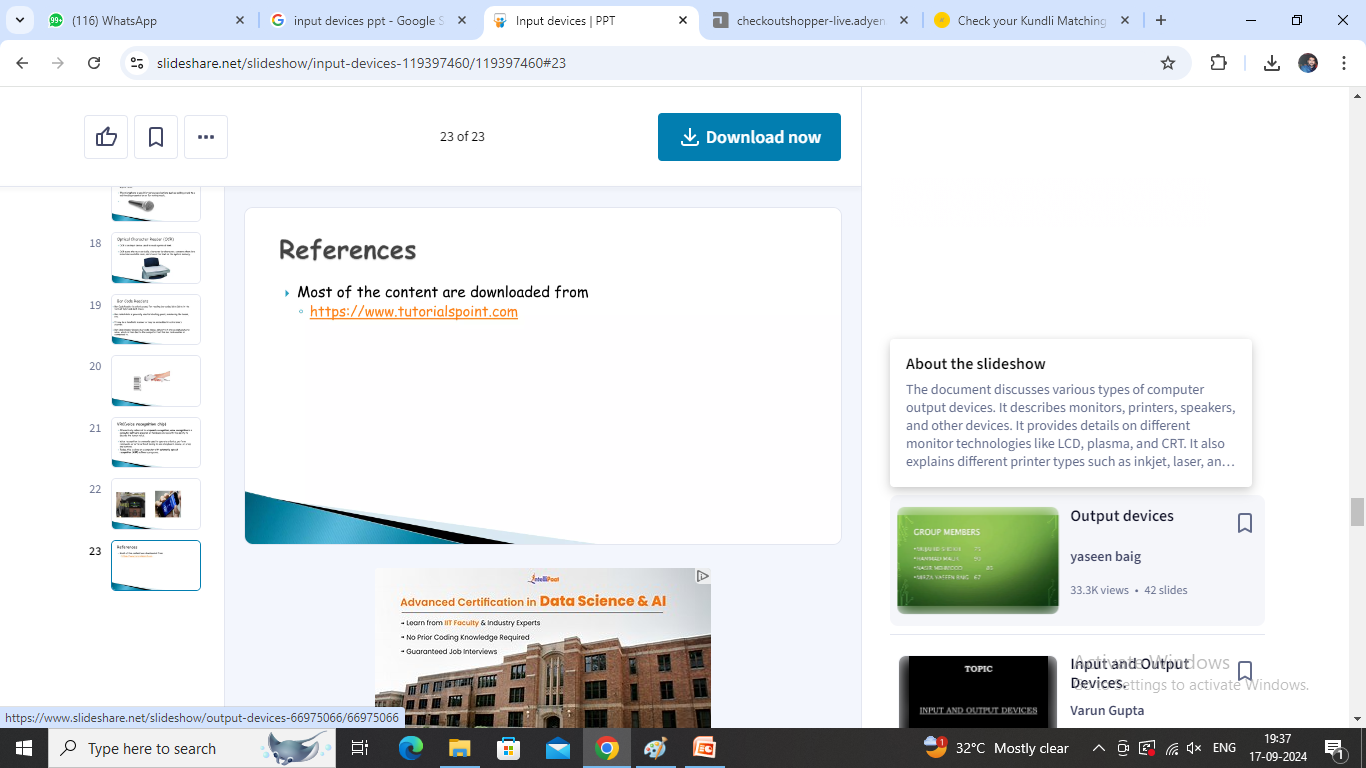 (116) WhatsApp
input devices ppt - Google S
Input devices | PPT
checkoutshopper-live.adyen
Check your Kundli Matching
slideshare.net/slideshow/input-devices-119397460/119397460#23
23 of 23
Download now
18
Optical Character Reader (OCR)
19
Bar Code Readers
20
21
22
23
References
References
Most of the content are downloaded from
https://www.tutorialspoint.com
About the slideshow
The document discusses various types of computer
output devices. It describes monitors, printers, speakers,
and other devices. It provides details on different
monitor technologies like LCD, plasma, and CRT. It also
explains different printer types such as inkjet, laser, an…
GROUP MEMBERS
Output devices
yaseen baig
33.3K views • 42 slides
IntelliPaat
Advanced Certification in Data Science & AI
Learn from IIT Faculty & Industry Experts
No Prior Coding Knowledge Required
Guaranteed Job Interviews
TOPIC
INPUT AND OUTPUT DEVICES
Input and Output
Devices.
Varun Gupta
Activate Windows
Go to Settings to activate Windows.
https://www.slideshare.net/slideshow/output-devices-66975066/66975066
Type here to search
32°C Mostly clear
ENG
19:37
17-09-2024